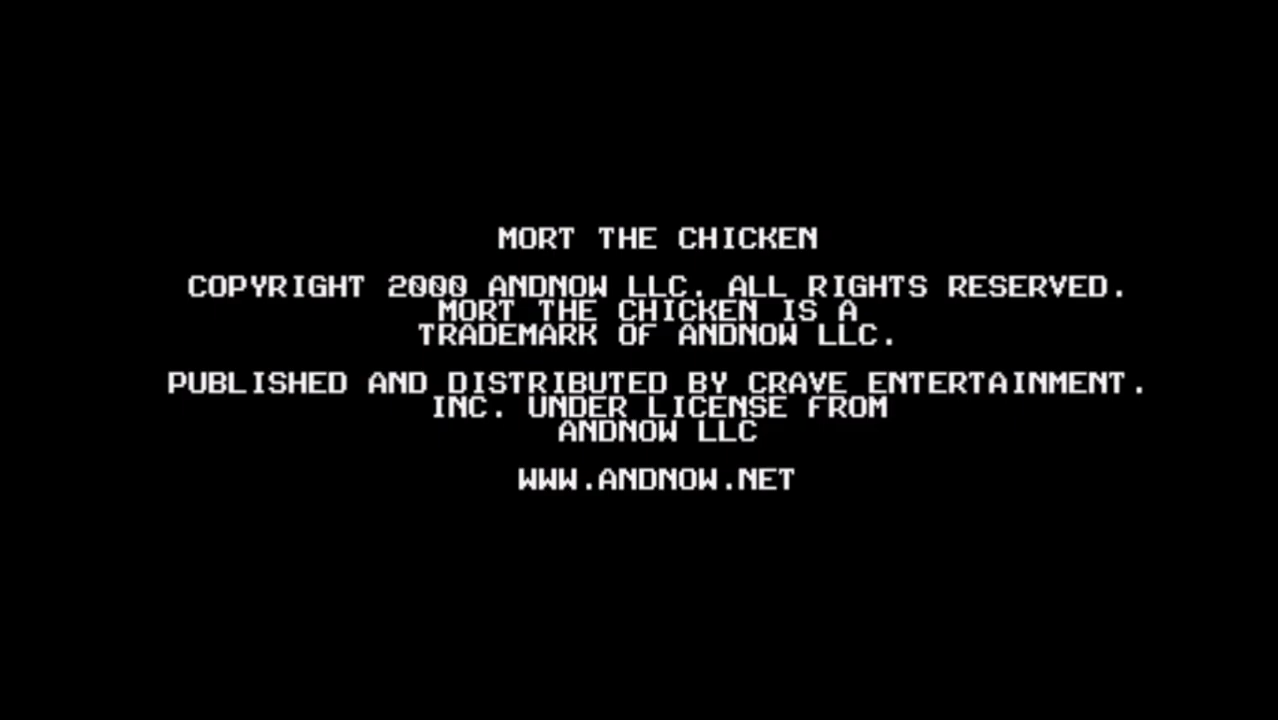 MORT THE CHICKEN
COPYRIGHT 2000 ANDNOW LLC. ALL RIGHTS RESERVED.
MORT THE CHICKEN IS A
TRADEMARK OF ANDNOW LLC.
PUBLISHED AND DISTRIBUTED BY CRAVE ENTERTAINMENT.
INC. UNDER LICENSE FROM
ANDNOW LLC
WWW.ANDNOW.NET